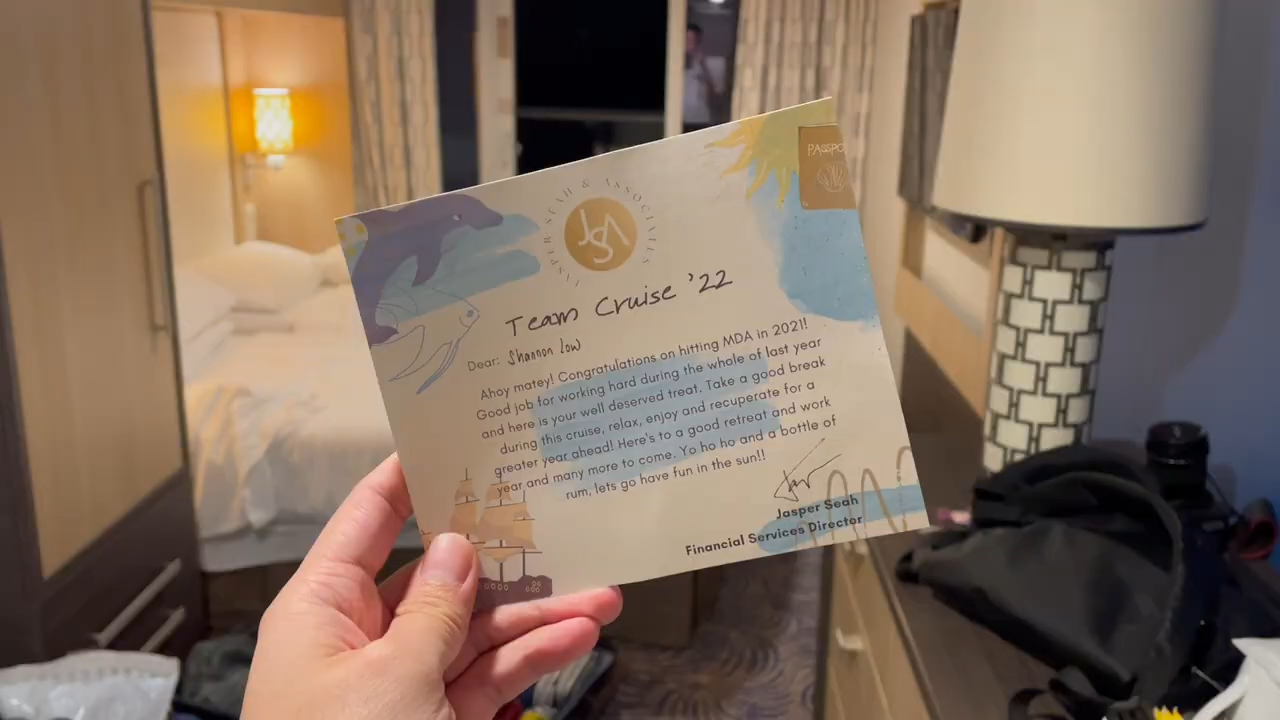 JASPER SEAH & ASSOCIATES
JSA
PASSPO
Team Cruise '22
Dear: Shannon Low
Ahoy matey! Congratulations on hitting MDA in 2021!
Good job for working hard during the whole of last year
and here is your well deserved treat. Take a good break
during this cruise, relax, enjoy and recuperate for a
greater year ahead! Here's to a good retreat and work
year and many more to come. Yo ho ho and a bottle of
rum, lets go have fun in the sun!!
Jasper Seah
Financial Services Director